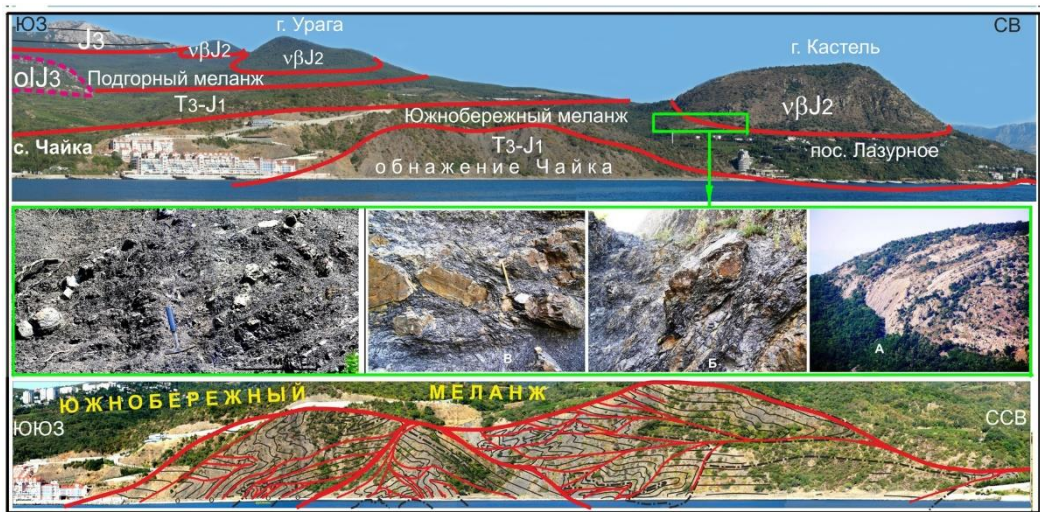 ЮЗ
г. Урага
СВ
J3
νβJ2
νβJ2
г. Кастель
olJ3
Подгорный меланж
νβJ2
T3-J1
Южнобережный меланж
с. Чайка
T3-J1
пос. Лазурное
обнажение Чайка
В
Б
А
ЮЖНОБЕРЕЖНЫЙ МЕЛАНЖ
ЮЮЗ
ССВ